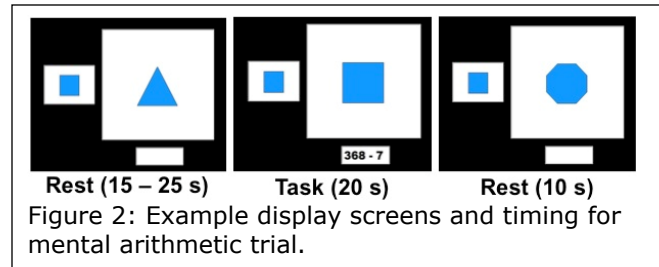 368 - 7
Rest (15 – 25 s) Task (20 s) Rest (10 s)
Figure 2: Example display screens and timing for
mental arithmetic trial.